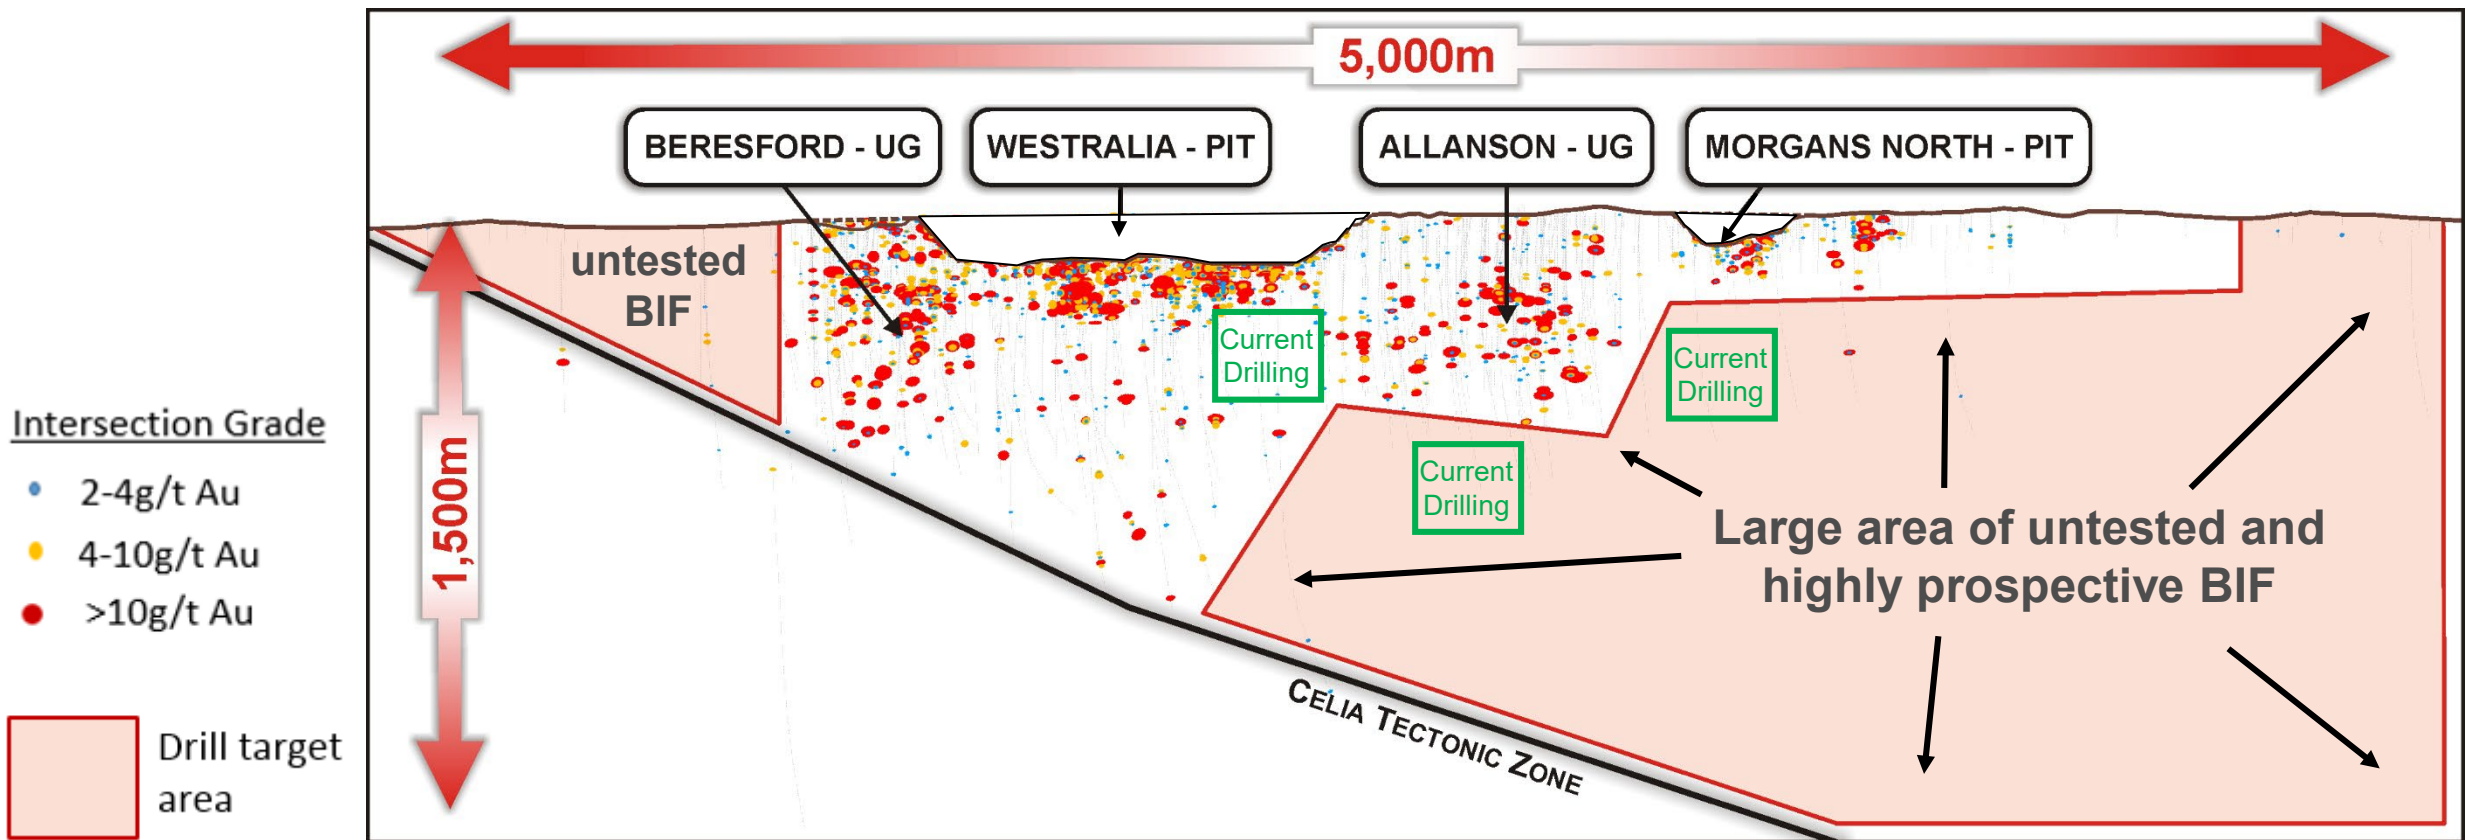 5,000m
BERESFORD - UG
WESTRALIA - PIT
ALLANSON - UG
MORGANS NORTH - PIT
untested
BIF
Current
Drilling
Current
Drilling
Current
Drilling
1,500m
Large area of untested and
highly prospective BIF
CELIA TECTONIC ZONE
Intersection Grade
2-4g/t Au
4-10g/t Au
>10g/t Au
Drill target
area